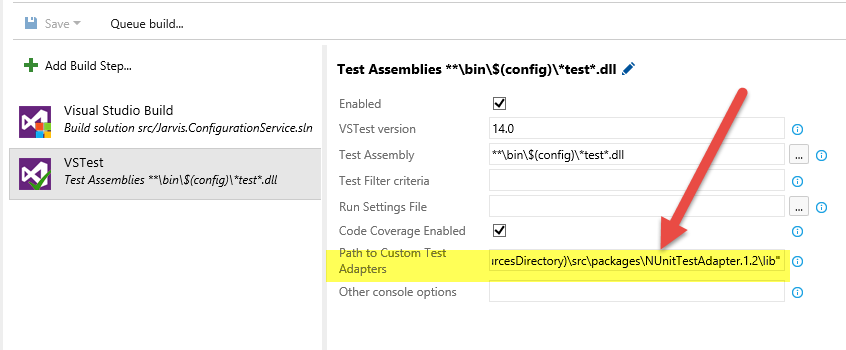 Save Queue build...
Add Build Step...
Visual Studio Build
Build solution src/Jarvis.ConfigurationService.sln
VSTest
Test Assemblies **\bin\$(config)\*test*.dll
Test Assemblies **\bin\$(config)\*test*.dll
Enabled
VSTest version 14.0
Test Assembly **\bin\$(config)\*test*.dll ...
Test Filter criteria
Run Settings File ...
Code Coverage Enabled
Path to Custom Test urcesDirectory)\src\packages\NUnitTestAdapter.1.2\lib"
Adapters
Other console options